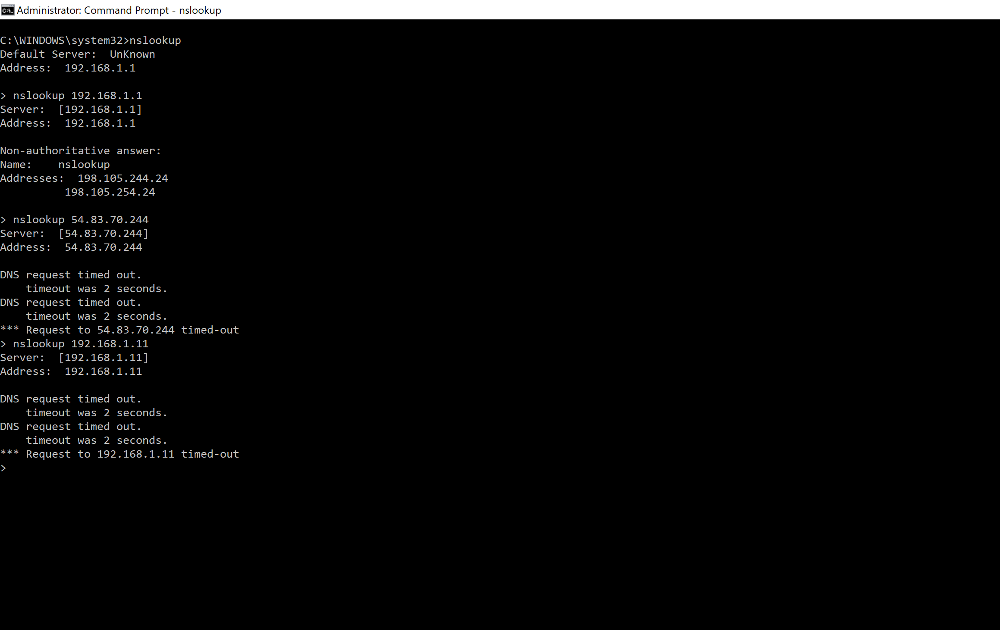 Administrator: Command Prompt - nslookup
C:\WINDOWS\system32>nslookup
Default Server:  UnKnown
Address:  192.168.1.1
> nslookup 192.168.1.1
Server:  [192.168.1.1]
Address:  192.168.1.1
Non-authoritative answer:
Name:    nslookup
Addresses:  198.105.244.24
          198.105.254.24
> nslookup 54.83.70.244
Server:  [54.83.70.244]
Address:  54.83.70.244
DNS request timed out.
    timeout was 2 seconds.
DNS request timed out.
    timeout was 2 seconds.
*** Request to 54.83.70.244 timed-out
> nslookup 192.168.1.11
Server:  [192.168.1.11]
Address:  192.168.1.11
DNS request timed out.
    timeout was 2 seconds.
DNS request timed out.
    timeout was 2 seconds.
*** Request to 192.168.1.11 timed-out
>